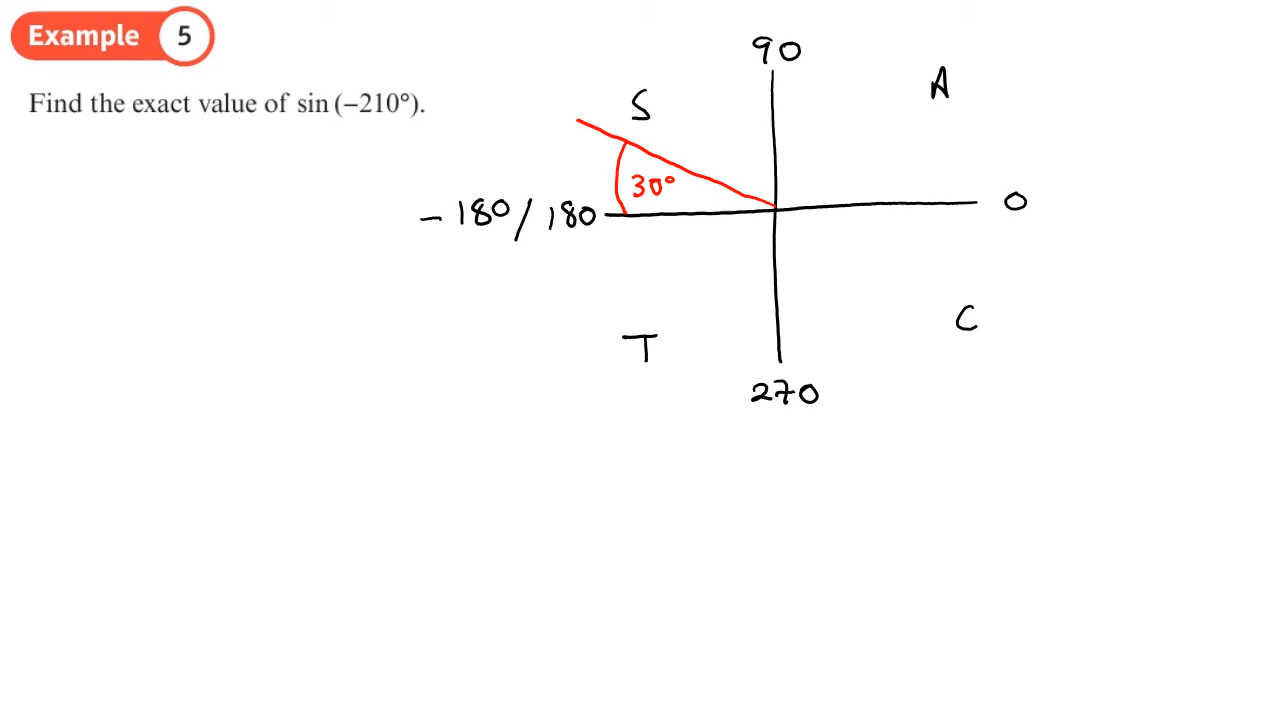 Example 5
Find the exact value of sin (−210°).
90
S
A
30°
− 180 / 180
0
T
C
270